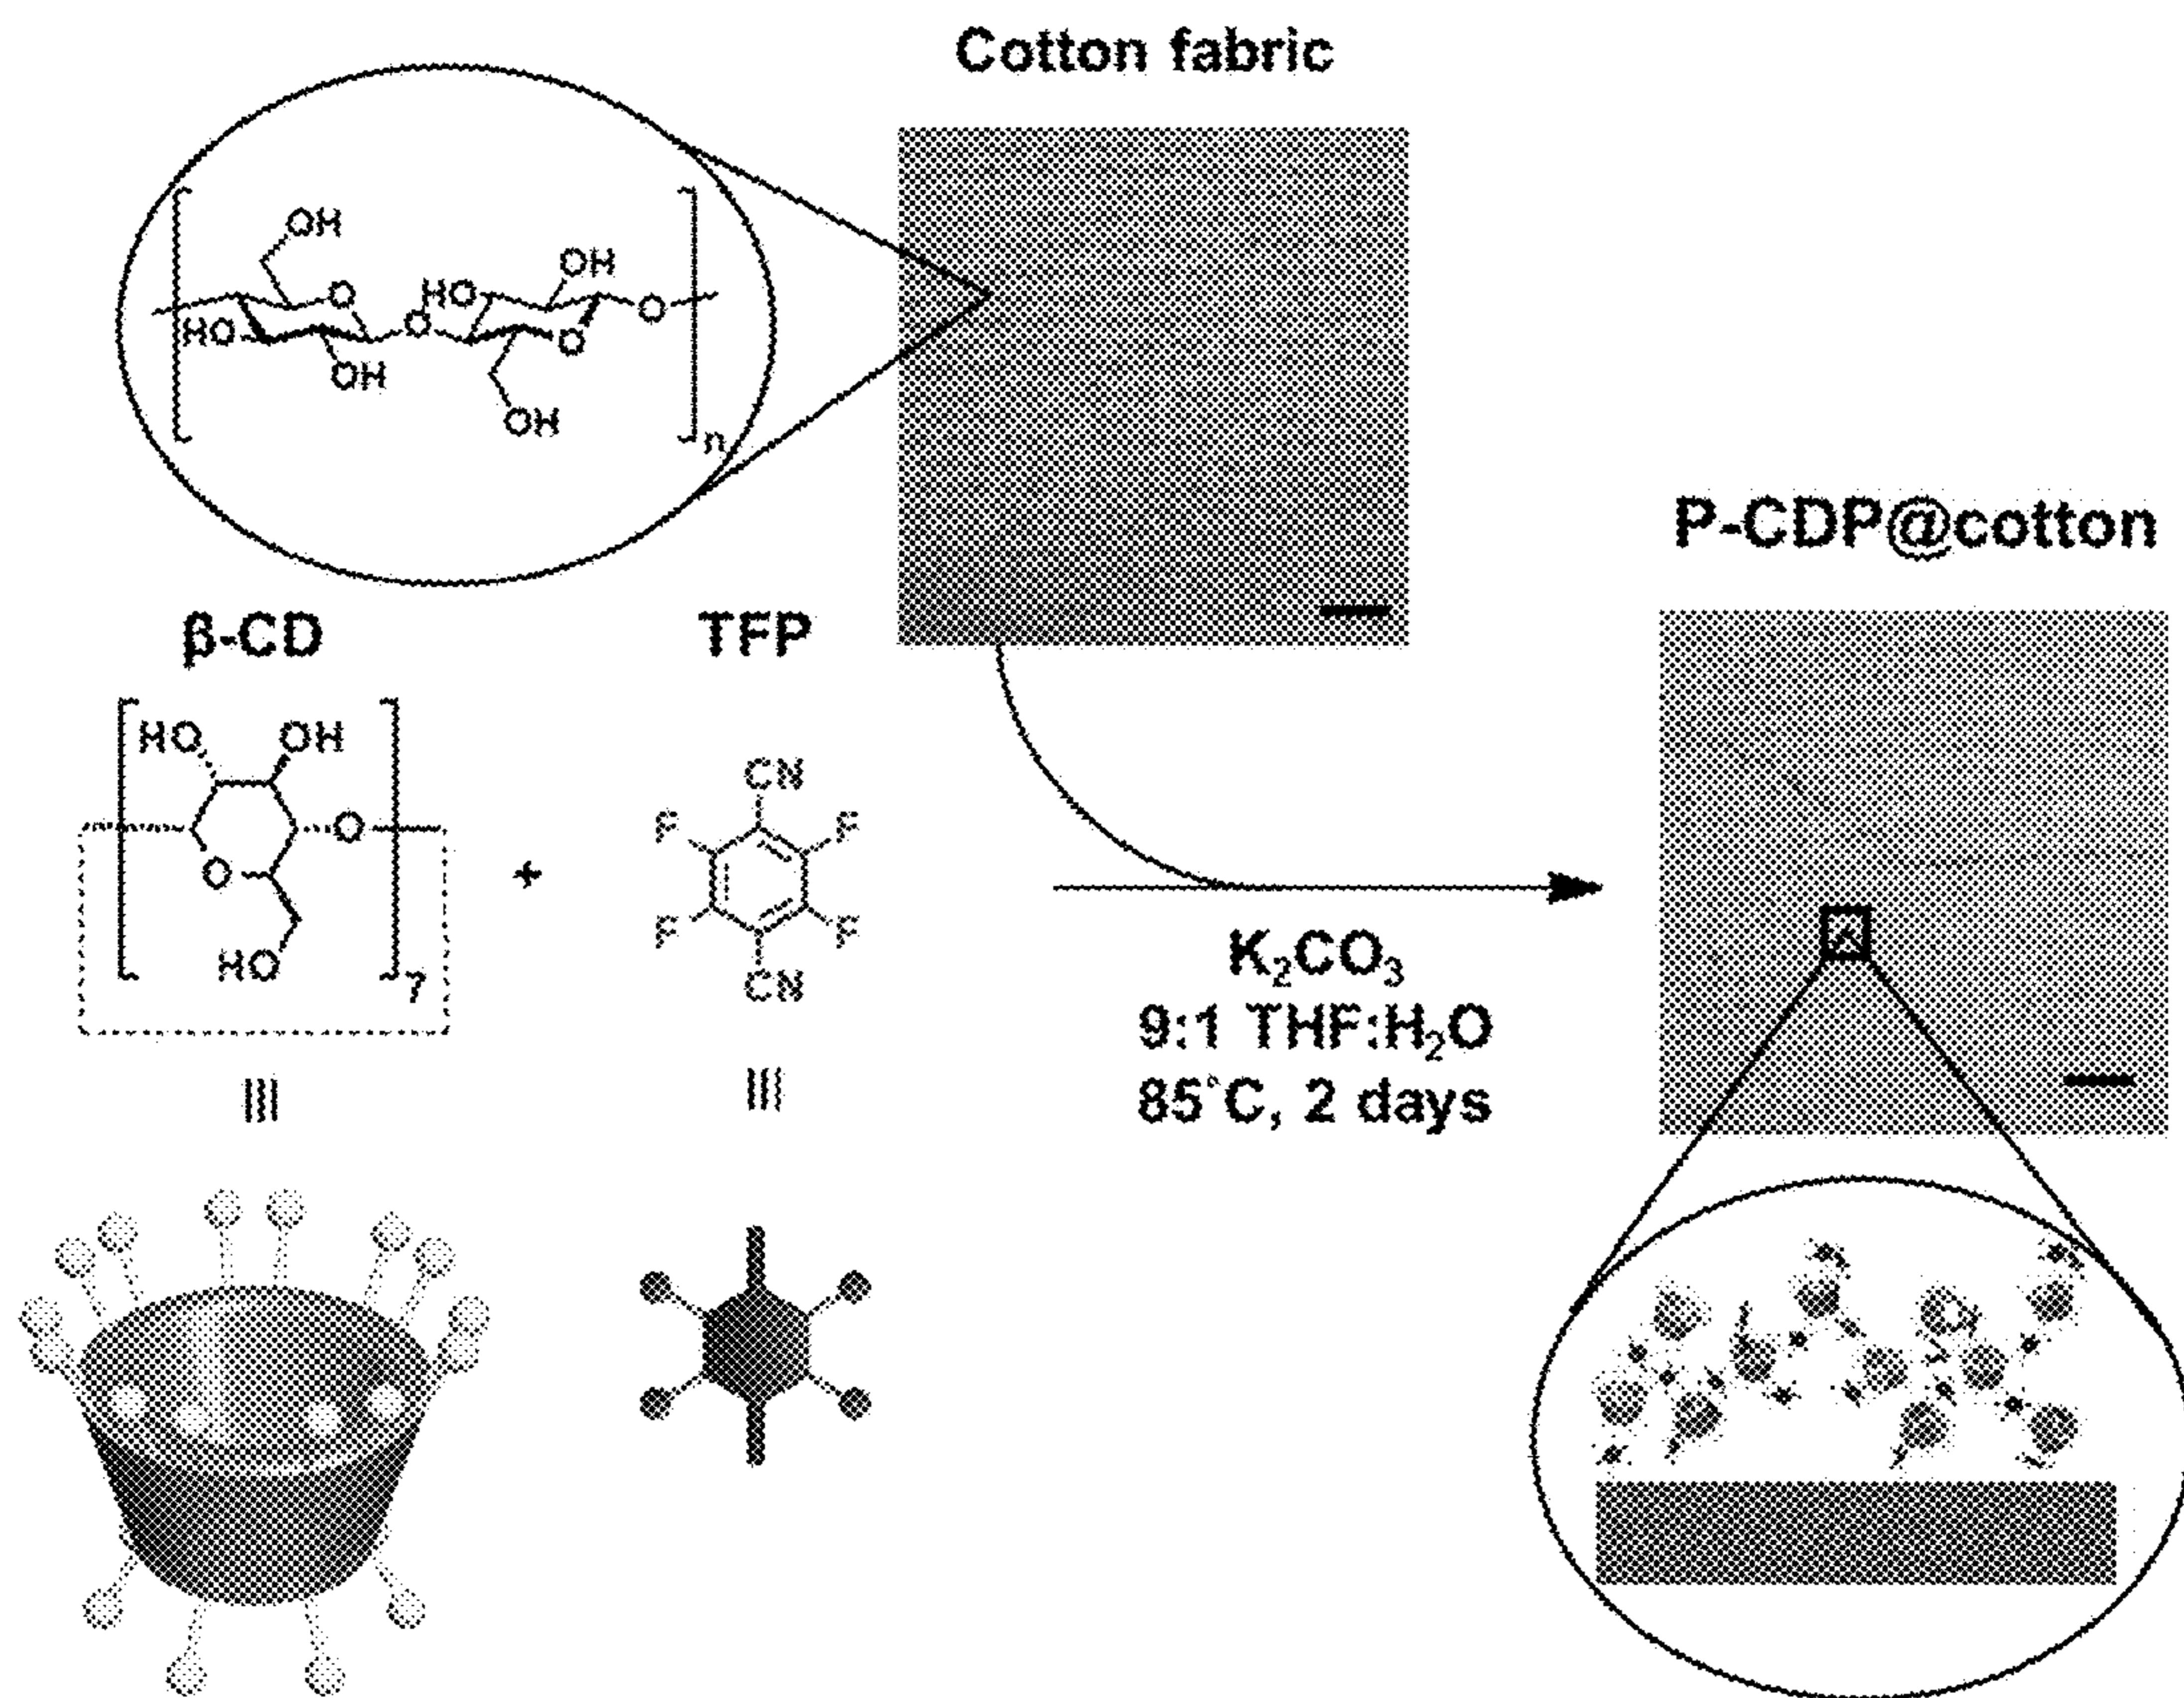 Cotton fabric
OH
OH
O
HO
O
HO
O
O
OH
OH
n
P-CDP@cotton
β-CD
TFP
HO
OH
CN
F
F
O
O
+
F
F
HO
7
CN
K₂CO₃
9:1 THF:H₂O
85°C, 2 days